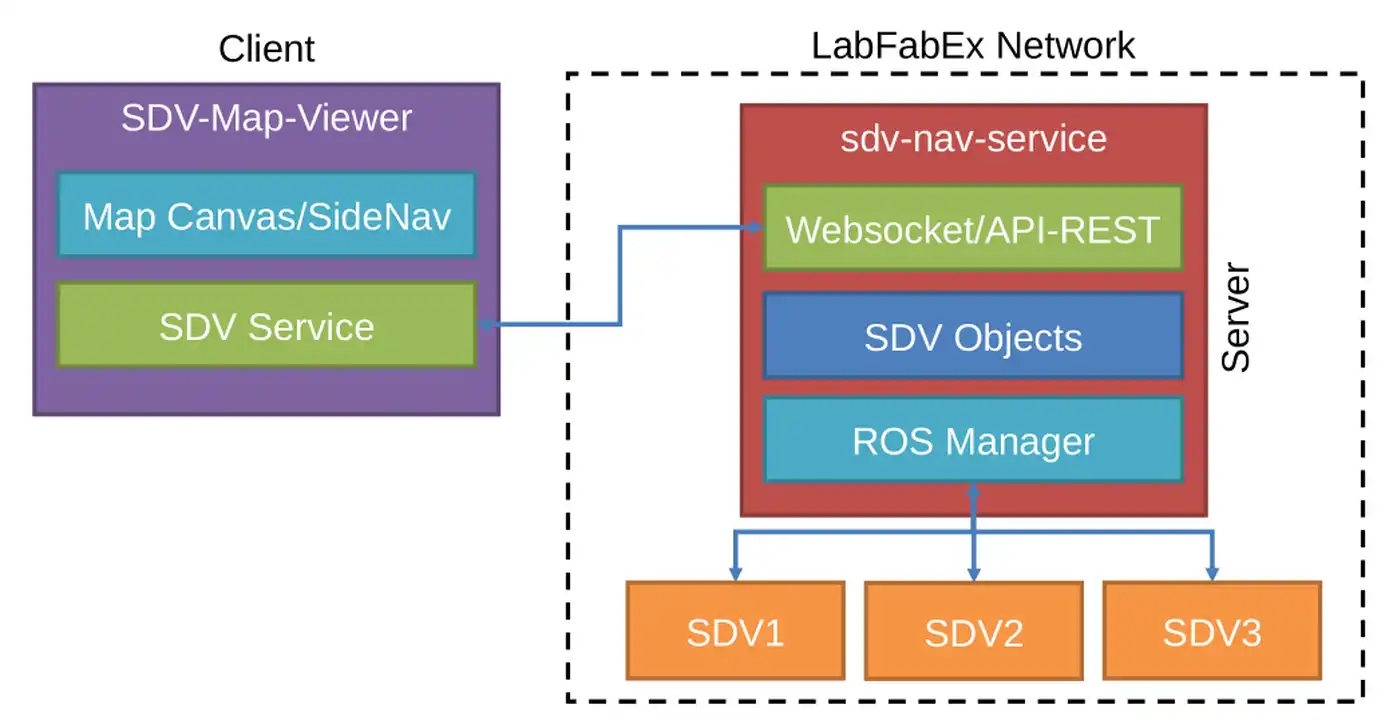 Client
SDV-Map-Viewer
Map Canvas/SideNav
SDV Service
LabFabEx Network
sdv-nav-service
Websocket/API-REST
SDV Objects
ROS Manager
Server
SDV1
SDV2
SDV3